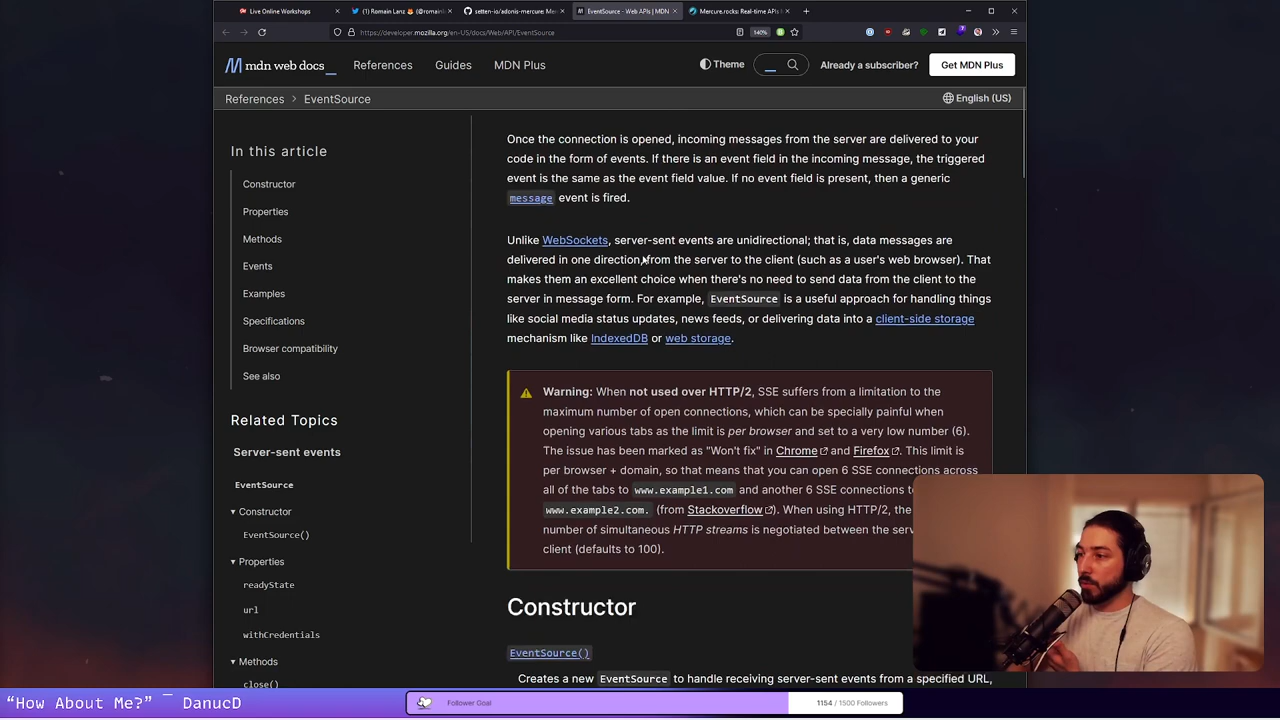 Live Online Workshops
(1) Romain Lanz 🦊 (@romainl
setten-io/adonis-mercure: Me
EventSource - Web APIs | MDN
Mercure.rocks: Real-time APIs
https://developer.mozilla.org/en-US/docs/Web/API/EventSource
140%
mdn web docs_
References
Guides
MDN Plus
Theme
Already a subscriber?
Get MDN Plus
References > EventSource
English (US)
In this article
Constructor
Properties
Methods
Events
Examples
Specifications
Browser compatibility
See also
Related Topics
Server-sent events
EventSource
Constructor
EventSource()
Properties
readyState
url
withCredentials
Methods
close()
Once the connection is opened, incoming messages from the server are delivered to your
code in the form of events. If there is an event field in the incoming message, the triggered
event is the same as the event field value. If no event field is present, then a generic
message event is fired.
Unlike WebSockets, server-sent events are unidirectional; that is, data messages are
delivered in one direction, from the server to the client (such as a user's web browser). That
makes them an excellent choice when there's no need to send data from the client to the
server in message form. For example, EventSource is a useful approach for handling things
like social media status updates, news feeds, or delivering data into a client-side storage
mechanism like IndexedDB or web storage.
Warning: When not used over HTTP/2, SSE suffers from a limitation to the
maximum number of open connections, which can be specially painful when
opening various tabs as the limit is per browser and set to a very low number (6).
The issue has been marked as "Won't fix" in Chrome and Firefox. This limit is
per browser + domain, so that means that you can open 6 SSE connections across
all of the tabs to www.example1.com and another 6 SSE connections to
www.example2.com. (from Stackoverflow). When using HTTP/2, the
number of simultaneous HTTP streams is negotiated between the
client (defaults to 100).
Constructor
EventSource()
Creates a new EventSource to handle receiving server-sent events from a specified URL,
“How About Me?” — DanucD
Follower Goal
1154 / 1500 Followers